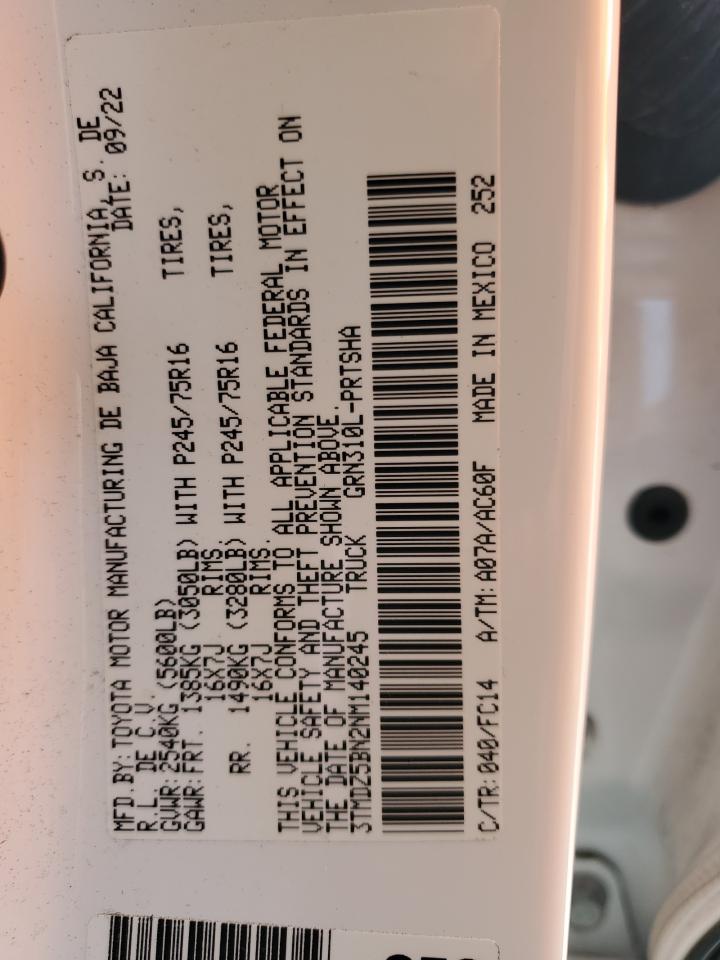 MFD.BY: TOYOTA MOTOR MANUFACTURING DE BAJA CALIFORNIA, S. DE
R.L. DE C.V. DATE: 09/22
GVWR: 2540KG (5600LB)
GAWR: FRT. 1385KG (3050LB) WITH P245/75R16 TIRES,
16X7J RIMS.
RR. 1490KG (3280LB) WITH P245/75R16 TIRES,
16X7J RIMS.
THIS VEHICLE CONFORMS TO ALL APPLICABLE FEDERAL MOTOR
VEHICLE SAFETY AND THEFT PREVENTION STANDARDS IN EFFECT ON
THE DATE OF MANUFACTURE SHOWN ABOVE.
3TMDZ5BN2NM140245 TRUCK GRN310L-PRTSHA
C/TR: 040/FC14 A/TM: A07A/AC60F MADE IN MEXICO 252